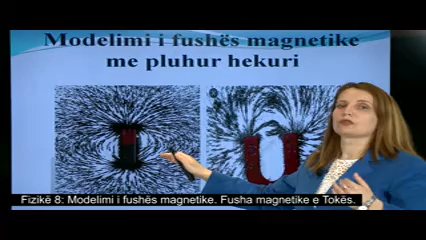 Modelimi i fushës magnetike
me pluhur hekuri
Fizikë 8: Modelimi i fushës magnetike. Fusha magnetike e Tokës.